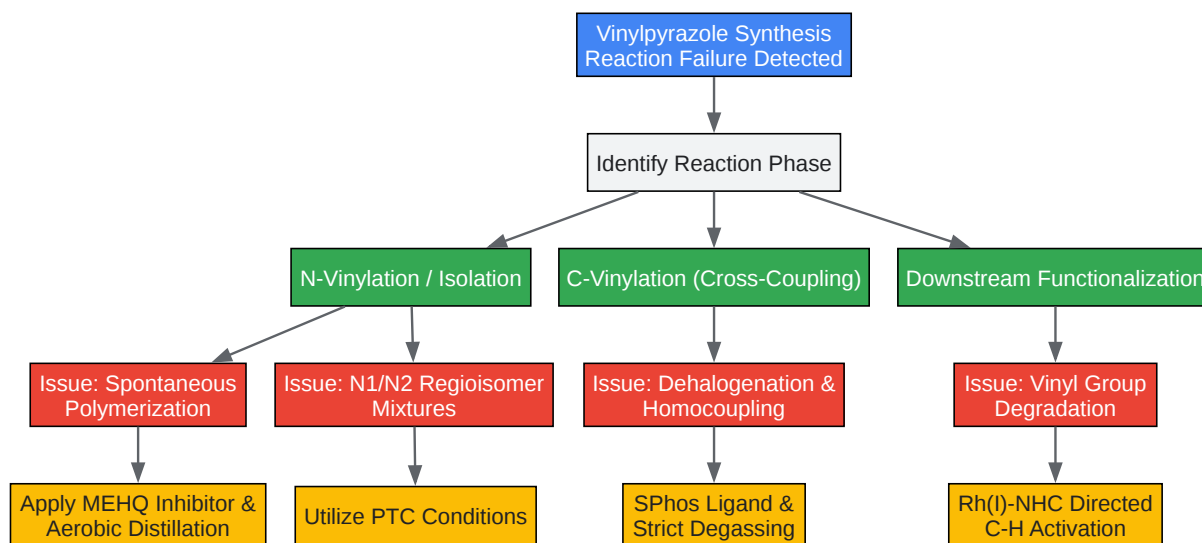 Vinylpyrazole Synthesis
Reaction Failure Detected
Identify Reaction Phase
N-Vinylation / Isolation
C-Vinylation (Cross-Coupling)
Downstream Functionalization
Issue: Spontaneous
Polymerization
Issue: N1/N2 Regioisomer
Mixtures
Issue: Dehalogenation &
Homocoupling
Issue: Vinyl Group
Degradation
Apply MEHQ Inhibitor &
Aerobic Distillation
Utilize PTC Conditions
SPhos Ligand &
Strict Degassing
Rh(I)-NHC Directed
C-H Activation